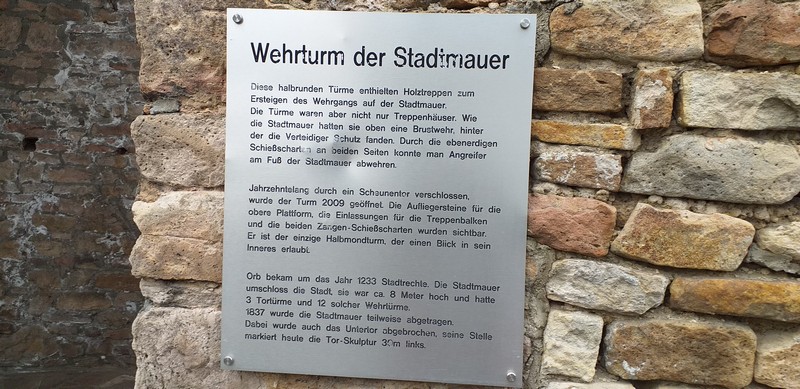 Wehrturm der Stadtmauer
Diese halbrunden Türme enthielten Holztreppen zum
Ersteigen des Wehrgangs auf der Stadtmauer.
Die Türme waren aber nicht nur Treppenhäuser. Wie
die Stadtmauer hatten sie oben eine Brustwehr, hinter
der die Verteidiger Schutz fanden. Durch die ebenerdigen
Schießscharten an beiden Seiten konnte man Angreifer
am Fuß der Stadtmauer abwehren.
Jahrzehntelang durch ein Scheunentor verschlossen,
wurde der Turm 2009 geöffnet. Die Aufliegersteine für die
obere Plattform, die Einlassungen für die Treppenbalken
und die beiden Zangen-Schießscharten wurden sichtbar.
Er ist der einzige Halbmondturm, der einen Blick in sein
Inneres erlaubt.
Orb bekam um das Jahr 1233 Stadtrechte. Die Stadtmauer
umschloss die Stadt, sie war ca. 8 Meter hoch und hatte
3 Tortürme und 12 solcher Wehrtürme.
1837 wurde die Stadtmauer teilweise abgetragen.
Dabei wurde auch das Untertor abgebrochen, seine Stelle
markiert heute die Tor-Skulptur 30m links.